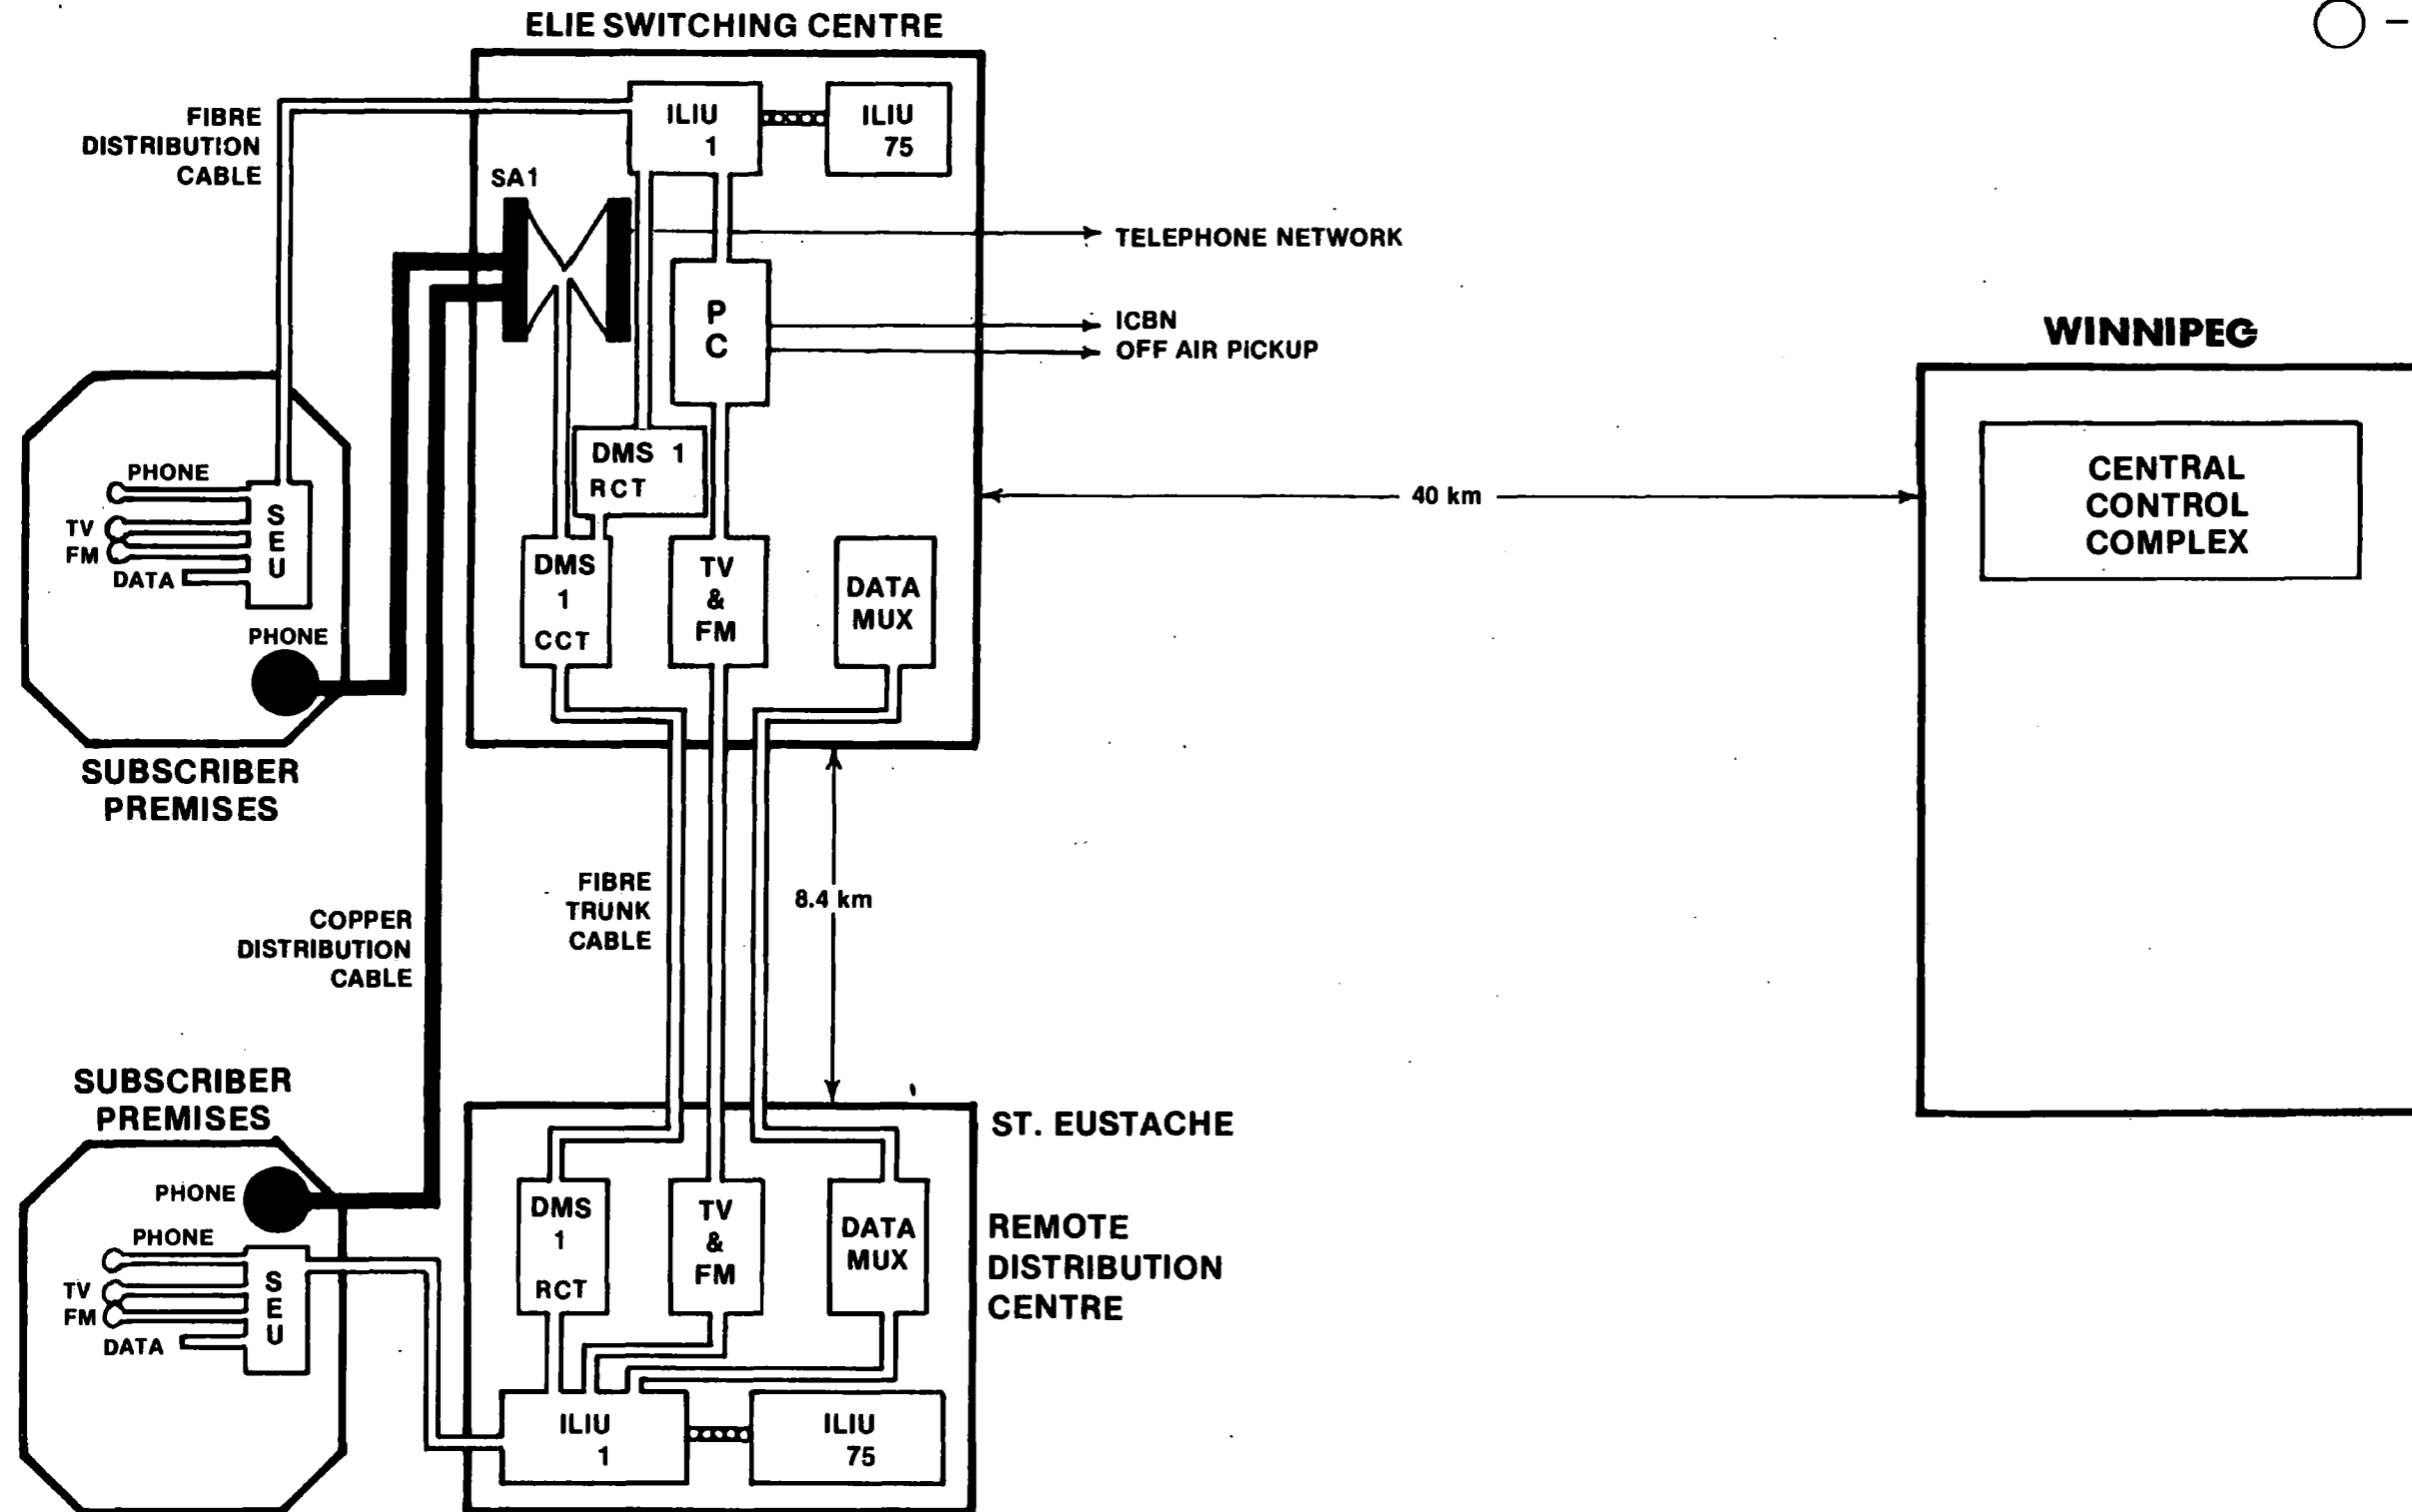 ELIE SWITCHING CENTRE
FIBRE
DISTRIBUTION
CABLE
ILIU
1
ILIU
75
SA1
TELEPHONE NETWORK
P
C
ICBN
OFF AIR PICKUP
WINNIPEG
DMS 1
RCT
CENTRAL
CONTROL
COMPLEX
40 km
PHONE
TV
FM
DATA
S
E
U
PHONE
DMS
1
CCT
TV
&
FM
DATA
MUX
SUBSCRIBER
PREMISES
FIBRE
TRUNK
CABLE
8.4 km
COPPER
DISTRIBUTION
CABLE
SUBSCRIBER
PREMISES
ST. EUSTACHE
PHONE
PHONE
TV
FM
DATA
S
E
U
DMS
1
RCT
TV
&
FM
DATA
MUX
REMOTE
DISTRIBUTION
CENTRE
ILIU
1
ILIU
75